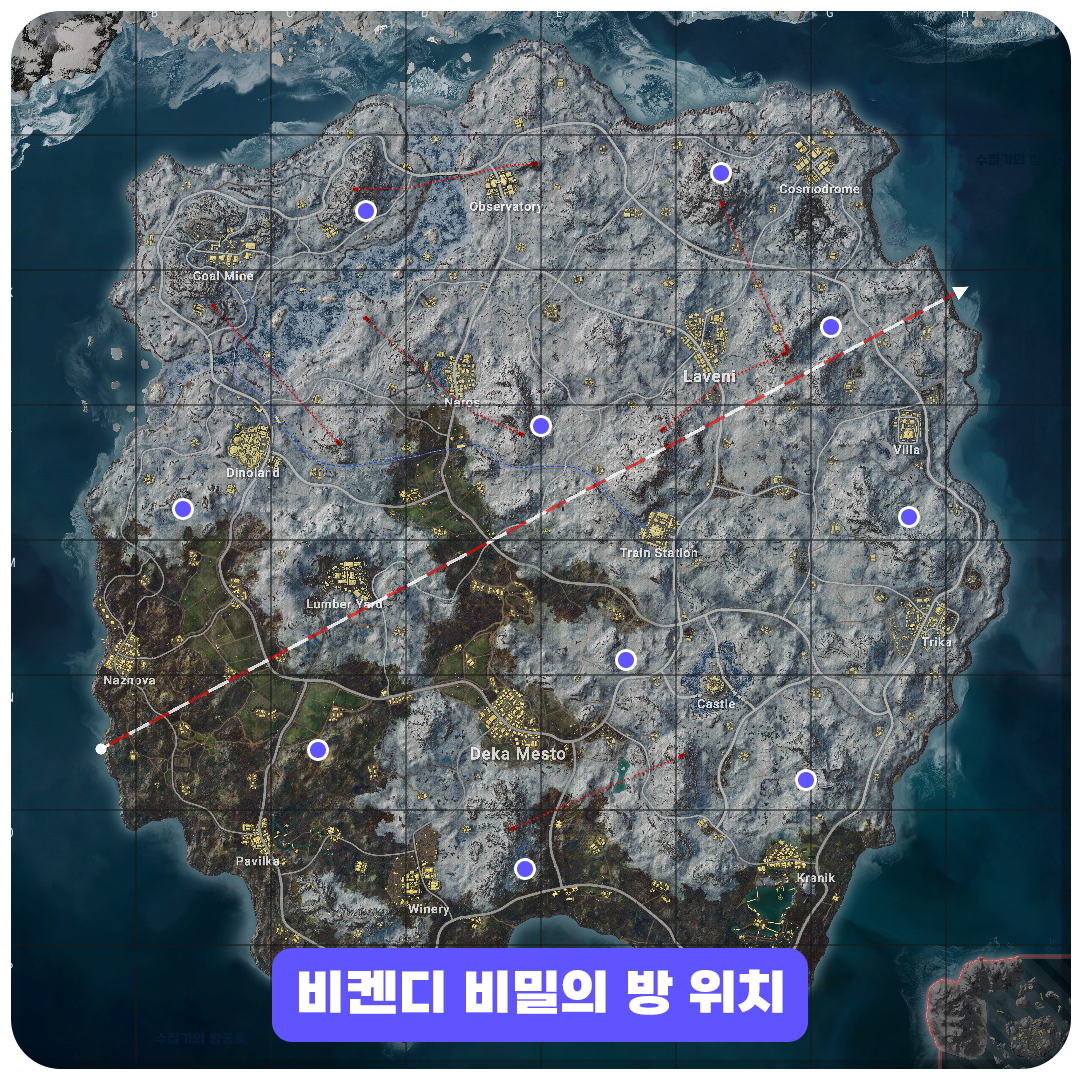 B C D E F G H
Cosmodrome
Observatory
Coal Mine
Laveni
Neros
Villa
Dinoland
Train Station
Lumber Yard
Trika
Naznova
Castle
Deka Mesto
Pavilka
Kranik
Winery
비켄디 비밀의 방 위치